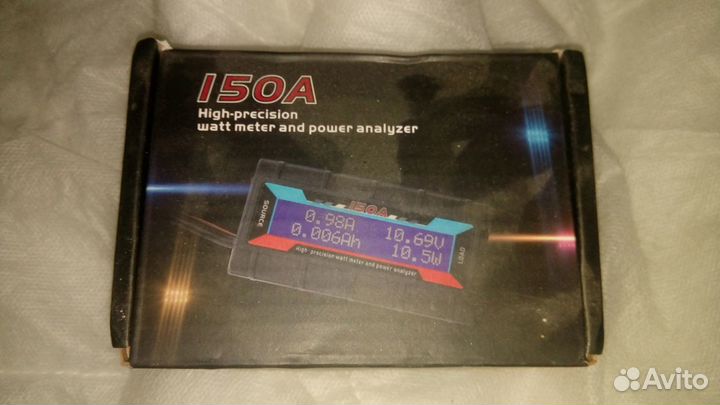 150A
High-precision
watt meter and power analyzer
150A
SOURCE
0.98A 10.69V
0.006Ah 10.5W
LOAD
High precision watt meter and power analyzer
Avito